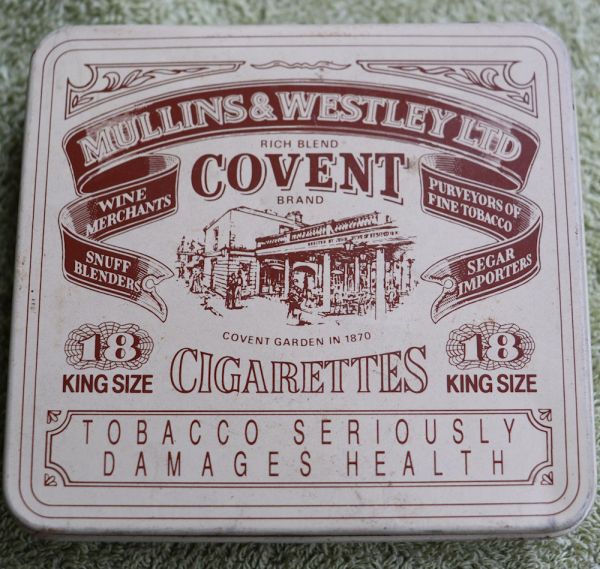 MULLINS & WESTLEY LTD
RICH BLEND
COVENT
BRAND
WINE
MERCHANTS
SNUFF
BLENDERS
PURVEYORS OF
FINE TOBACCO
SEGAR
IMPORTERS
COVENT GARDEN IN 1870
18
KING SIZE
CIGARETTES
18
KING SIZE
TOBACCO SERIOUSLY
DAMAGES HEALTH